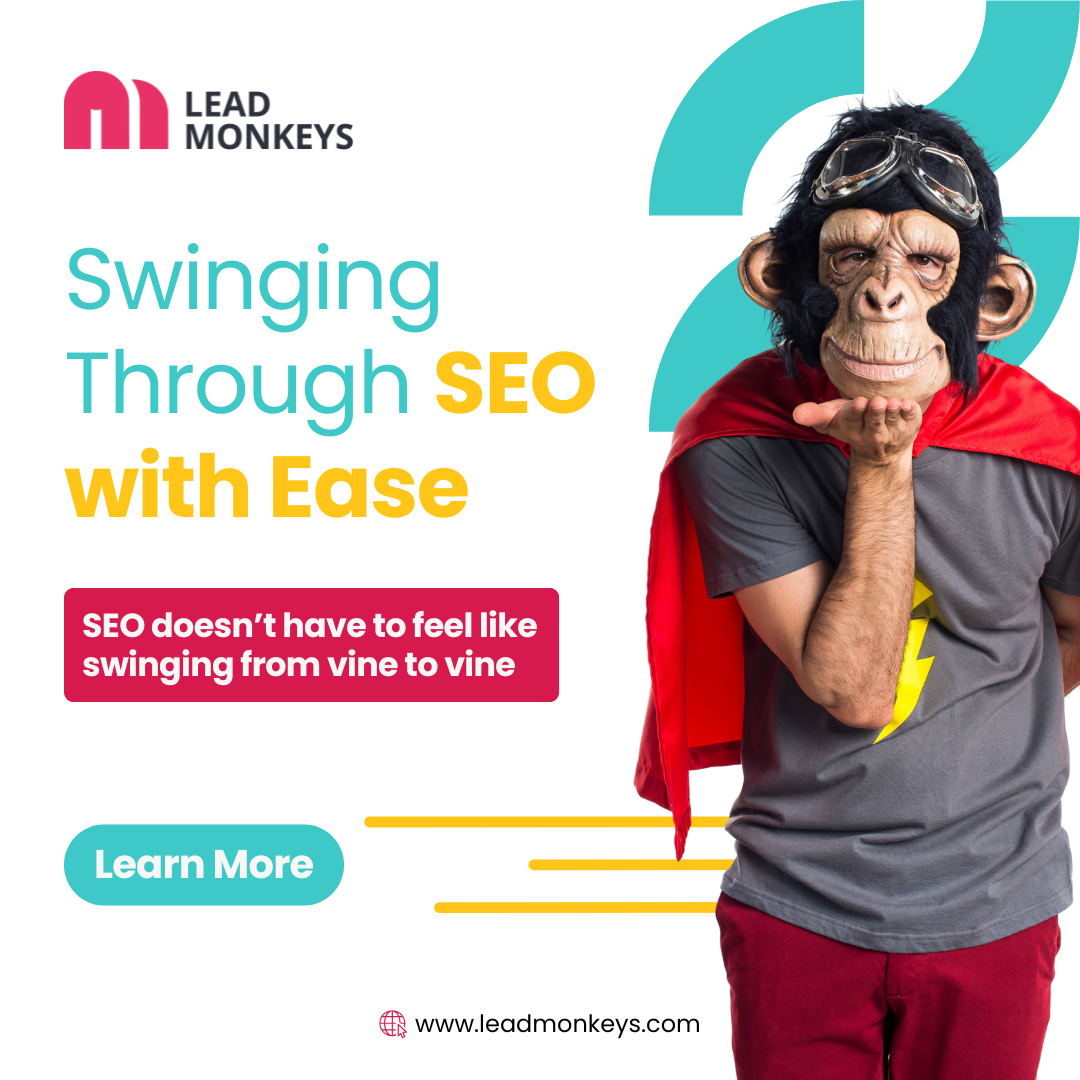 LEAD
MONKEYS
Swinging
Through SEO
with Ease
SEO doesn’t have to feel like
swinging from vine to vine
Learn More
www.leadmonkeys.com